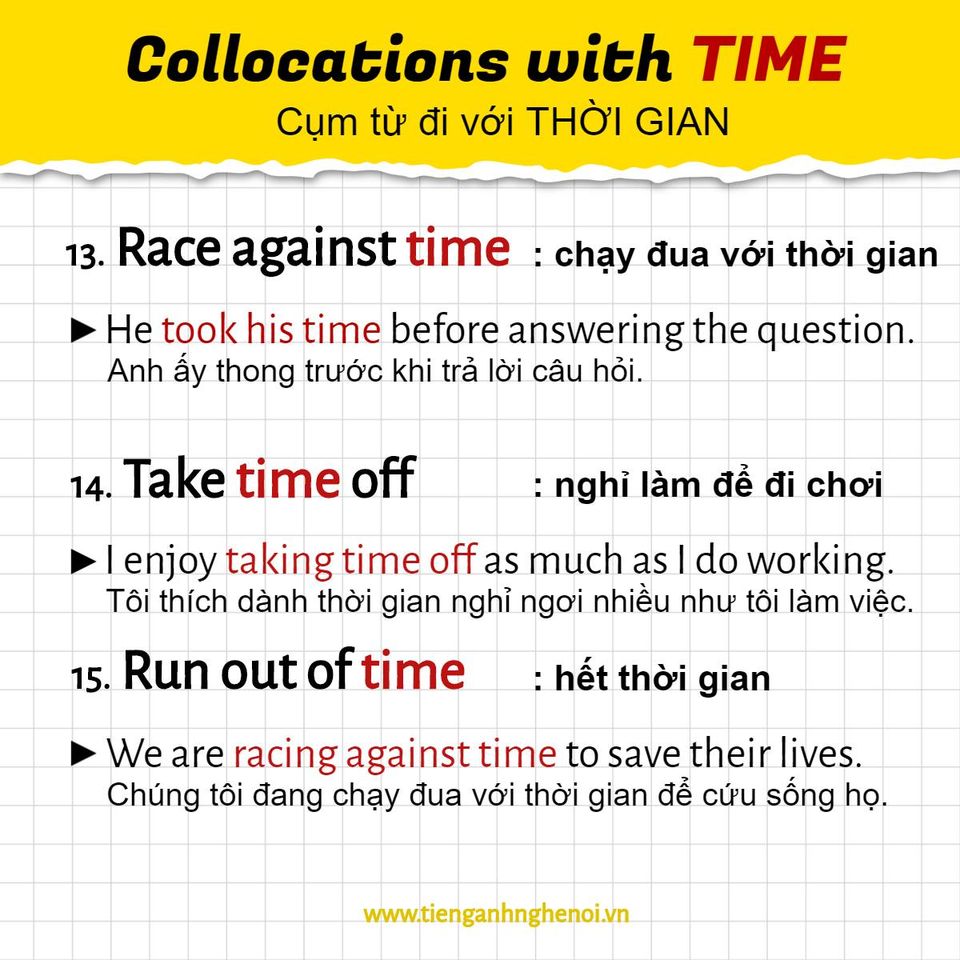 Collocations with TIME
Cụm từ đi với THỜI GIAN
13. Race against time : chạy đua với thời gian
►He took his time before answering the question.
Anh ấy thong trước khi trả lời câu hỏi.
14. Take time off : nghỉ làm để đi chơi
►I enjoy taking time off as much as I do working.
Tôi thích dành thời gian nghỉ ngơi nhiều như tôi làm việc.
15. Run out of time : hết thời gian
►We are racing against time to save their lives.
Chúng tôi đang chạy đua với thời gian để cứu sống họ.
www.tienganhnghenoi.vn